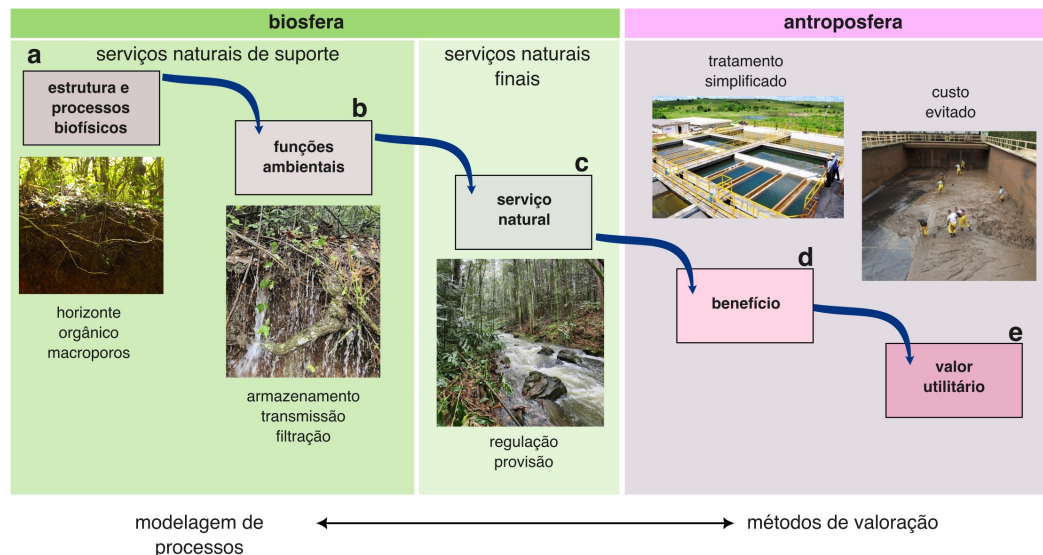 biosfera
antroposfera
serviços naturais de suporte
serviços naturais
finais
a
estrutura e
processos
biofísicos
horizonte
orgânico
macroporos
b
funções
ambientais
armazenamento
transmissão
filtração
c
serviço
natural
regulação
provisão
tratamento
simplificado
custo
evitado
d
benefício
e
valor
utilitário
modelagem de
processos
métodos de valoração